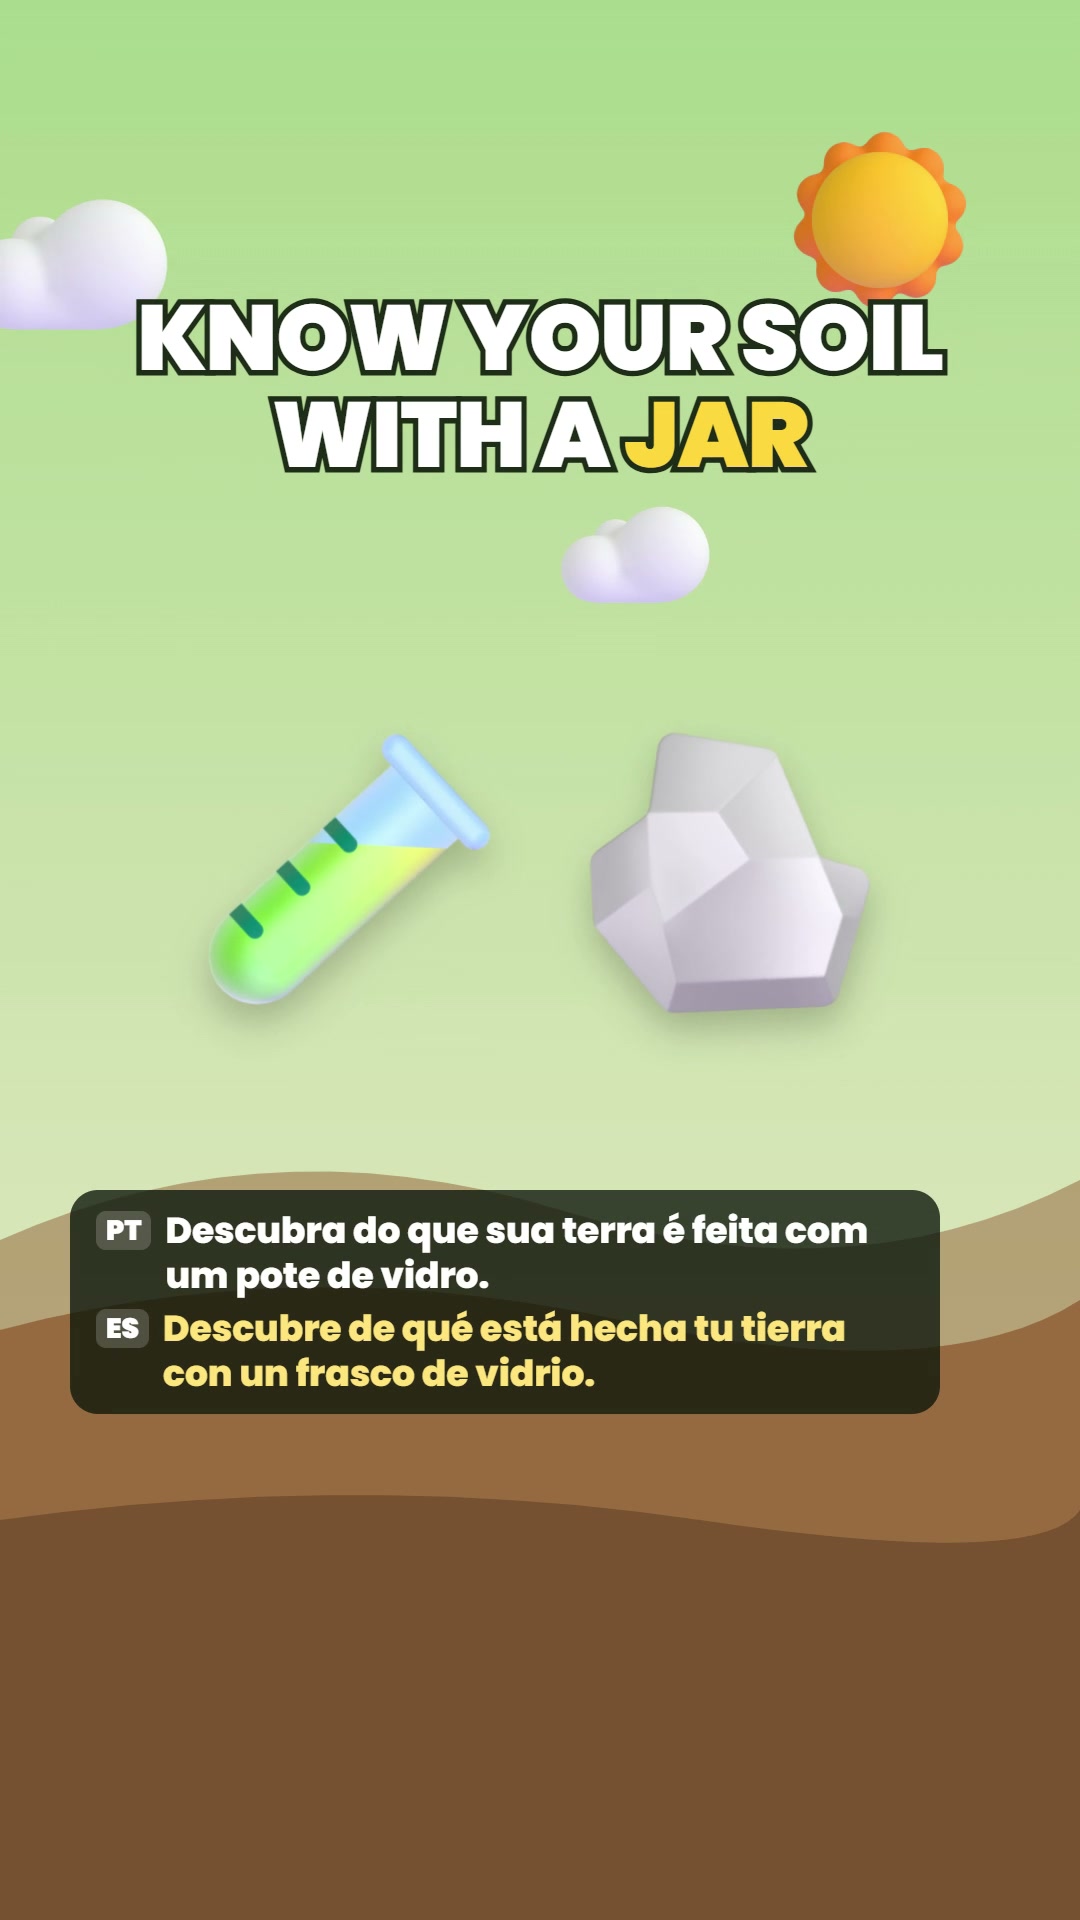 KNOW YOUR SOIL
WITH A JAR
PT Descubra do que sua terra é feita com
um pote de vidro.
ES Descubre de qué está hecha tu tierra
con un frasco de vidrio.